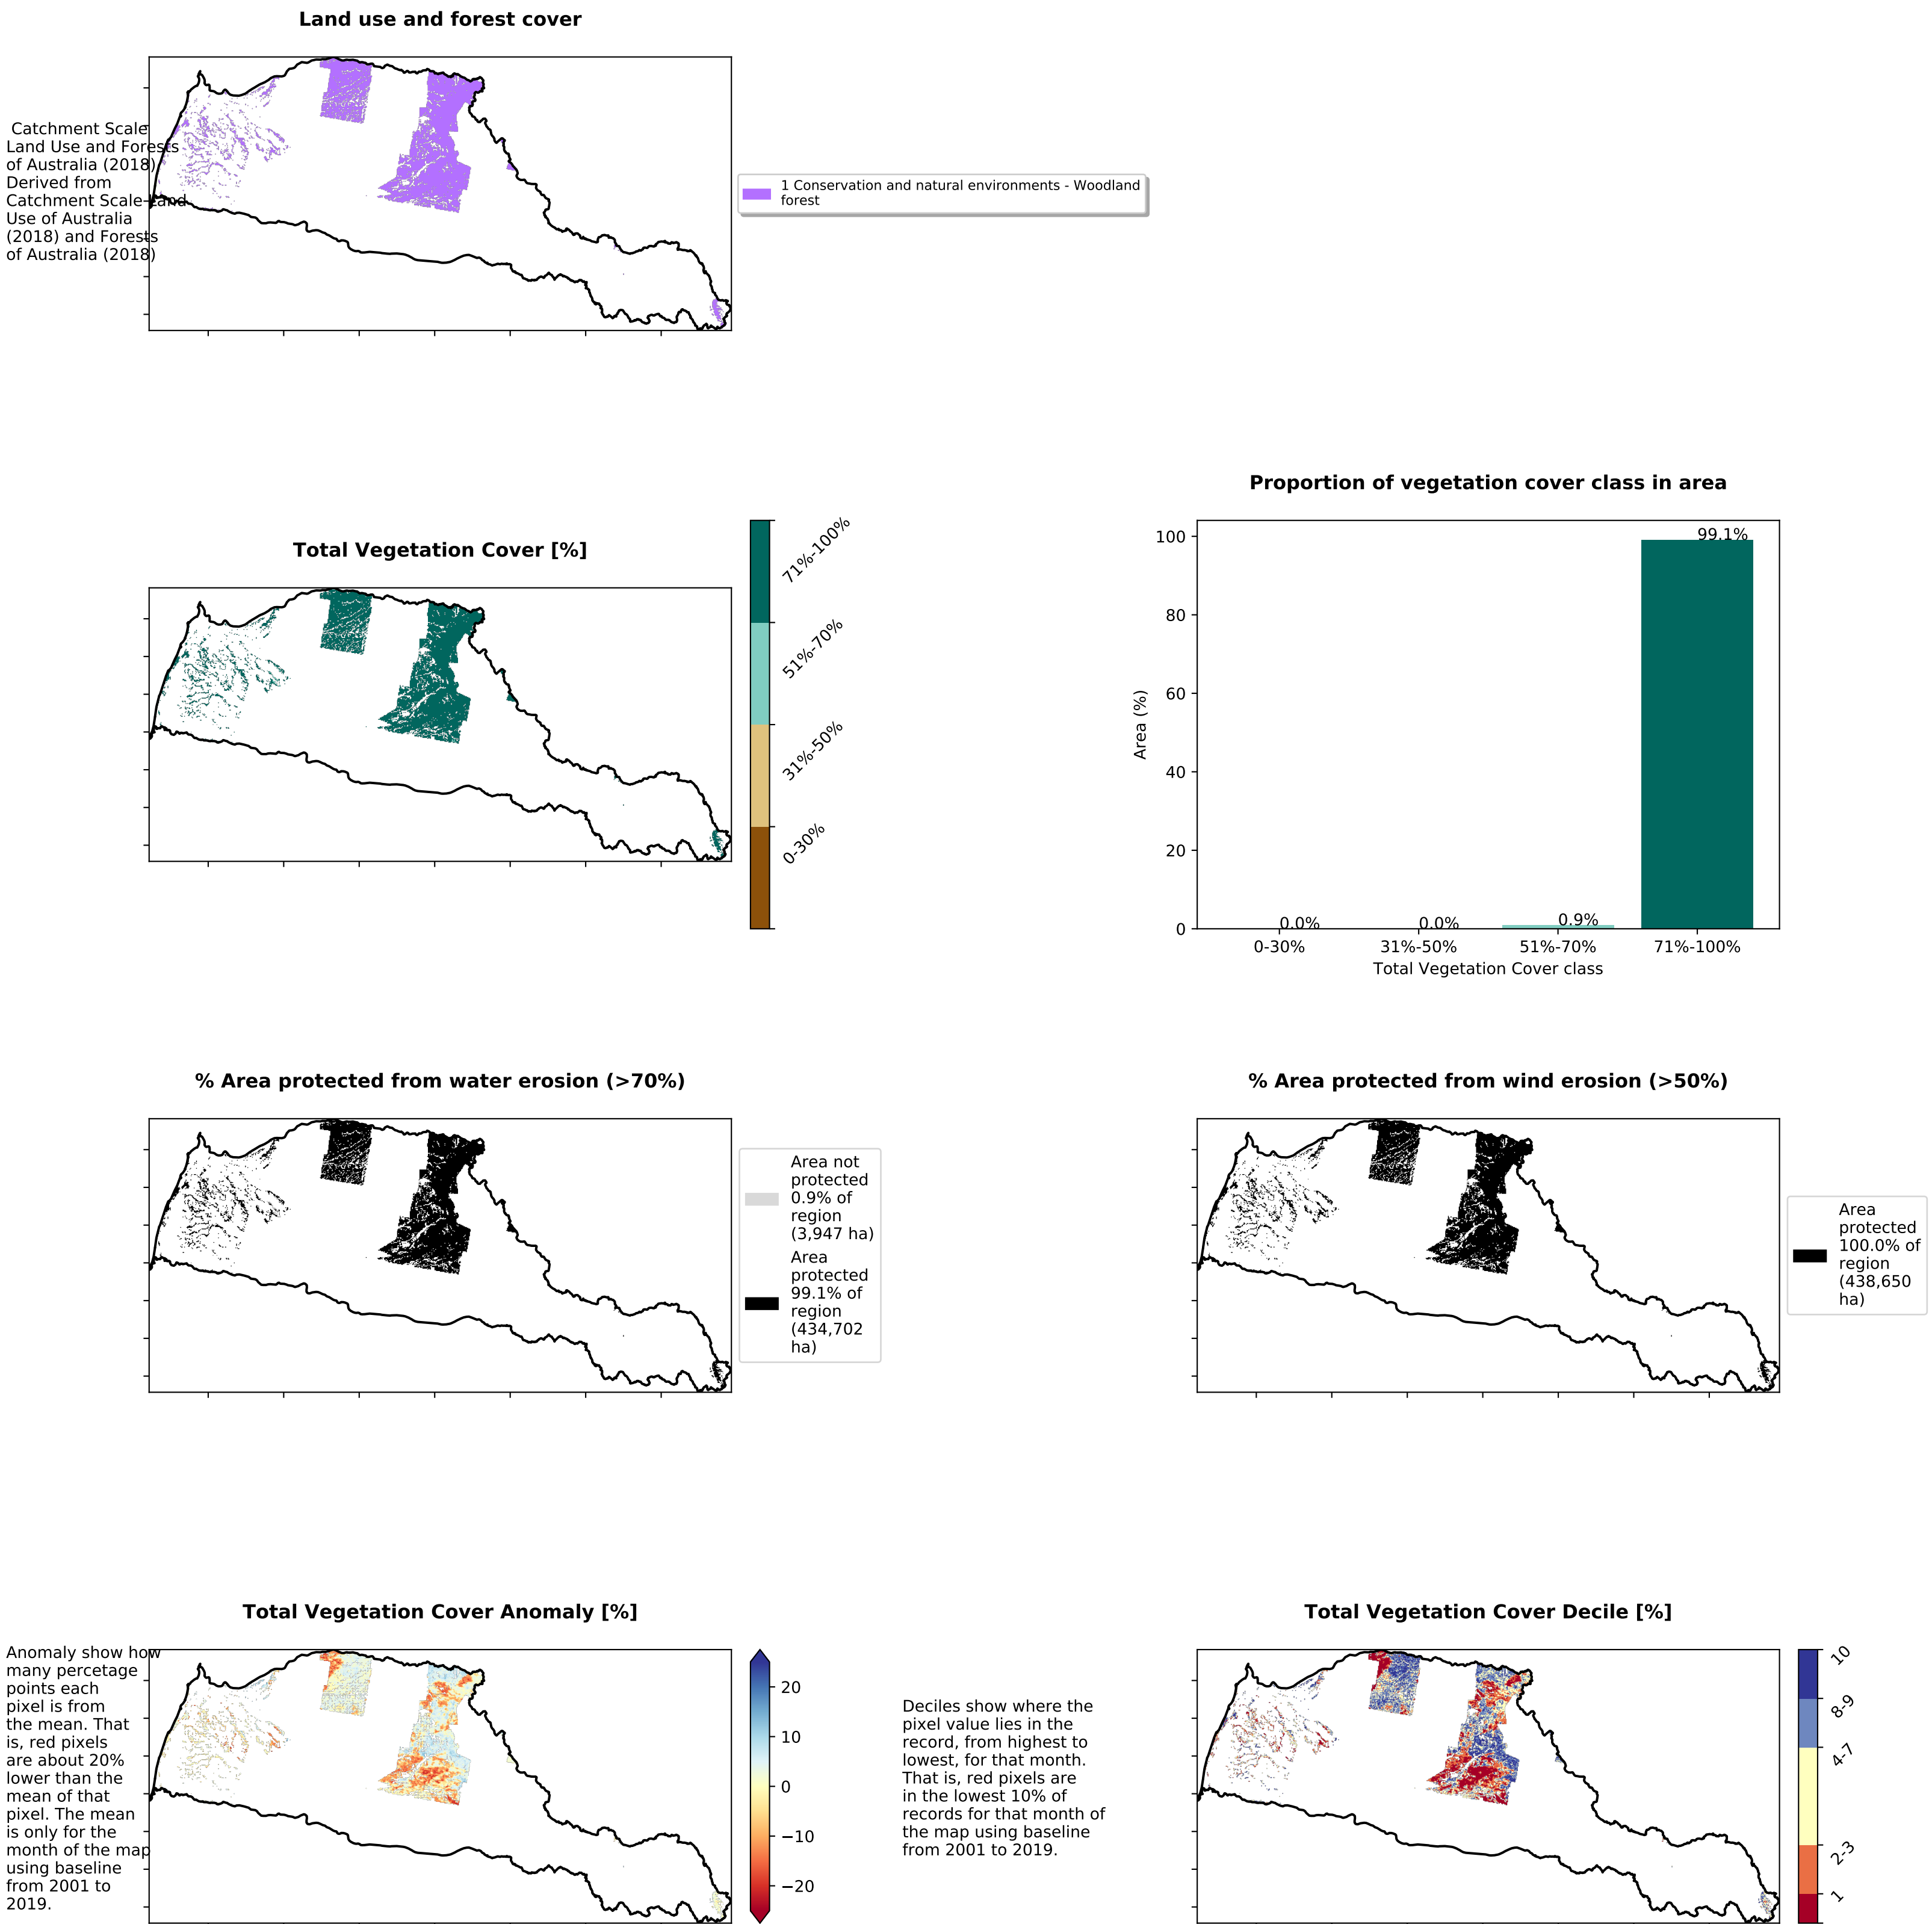 Land use and forest cover
Catchment Scale
Land Use and Forests
of Australia (2018)
Derived from
Catchment Scale Land
Use of Australia
(2018) and Forests
of Australia (2018)
1 Conservation and natural environments - Woodland
forest
Total Vegetation Cover [%]
71%-100%
51%-70%
31%-50%
0-30%
Proportion of vegetation cover class in area
100
80
60
40
20
0
Area (%)
0.0%
0.0%
0.9%
99.1%
0-30%
31%-50%
51%-70%
71%-100%
Total Vegetation Cover class
% Area protected from water erosion (>70%)
Area not
protected
0.9% of
region
(3,947 ha)
Area
protected
99.1% of
region
(434,702
ha)
% Area protected from wind erosion (>50%)
Area
protected
100.0% of
region
(438,650
ha)
Total Vegetation Cover Anomaly [%]
Anomaly show how
many percetage
points each
pixel is from
the mean. That
is, red pixels
are about 20%
lower than the
mean of that
pixel. The mean
is only for the
month of the map
using baseline
from 2001 to
2019.
20
10
0
−10
−20
Deciles show where the
pixel value lies in the
record, from highest to
lowest, for that month.
That is, red pixels are
in the lowest 10% of
records for that month of
the map using baseline
from 2001 to 2019.
Total Vegetation Cover Decile [%]
10
8-9
4-7
2-3
1